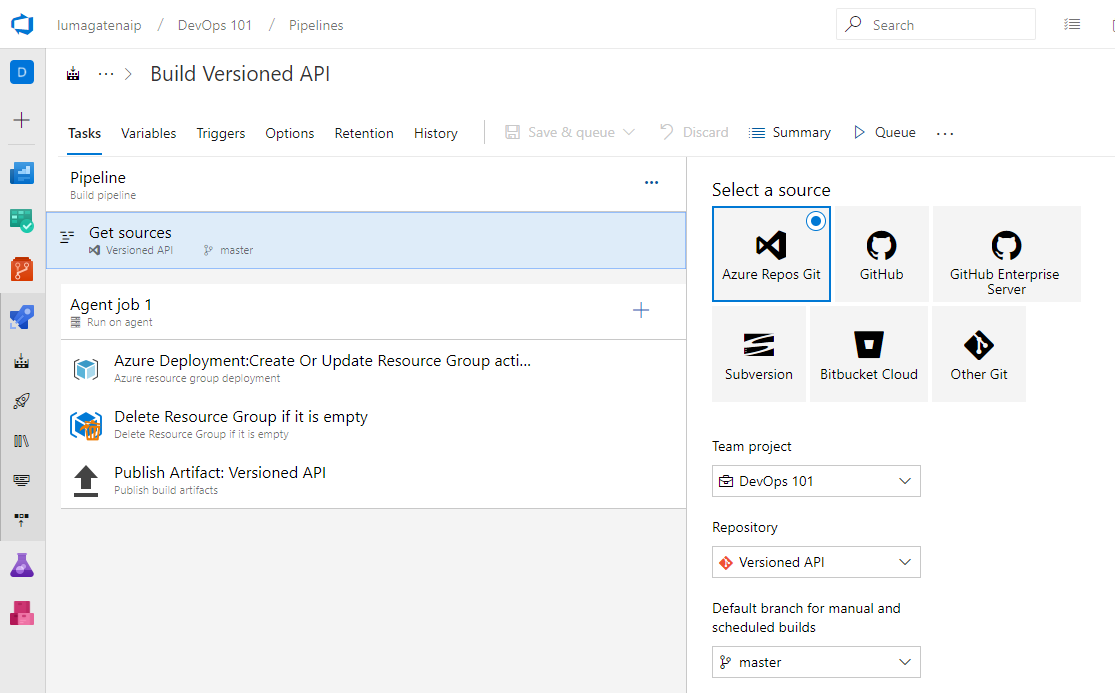 lumagatenaip / DevOps 101 / Pipelines
Search
D
... > Build Versioned API
Tasks Variables Triggers Options Retention History Save & queue Discard Summary Queue ...
Pipeline
Build pipeline
Get sources
Versioned API master
Agent job 1
Run on agent
Azure Deployment:Create Or Update Resource Group acti...
Azure resource group deployment
Delete Resource Group if it is empty
Delete Resource Group if it is empty
Publish Artifact: Versioned API
Publish build artifacts
Select a source
Azure Repos Git
GitHub
GitHub Enterprise
Server
Subversion
Bitbucket Cloud
Other Git
Team project
DevOps 101
Repository
Versioned API
Default branch for manual and
scheduled builds
master